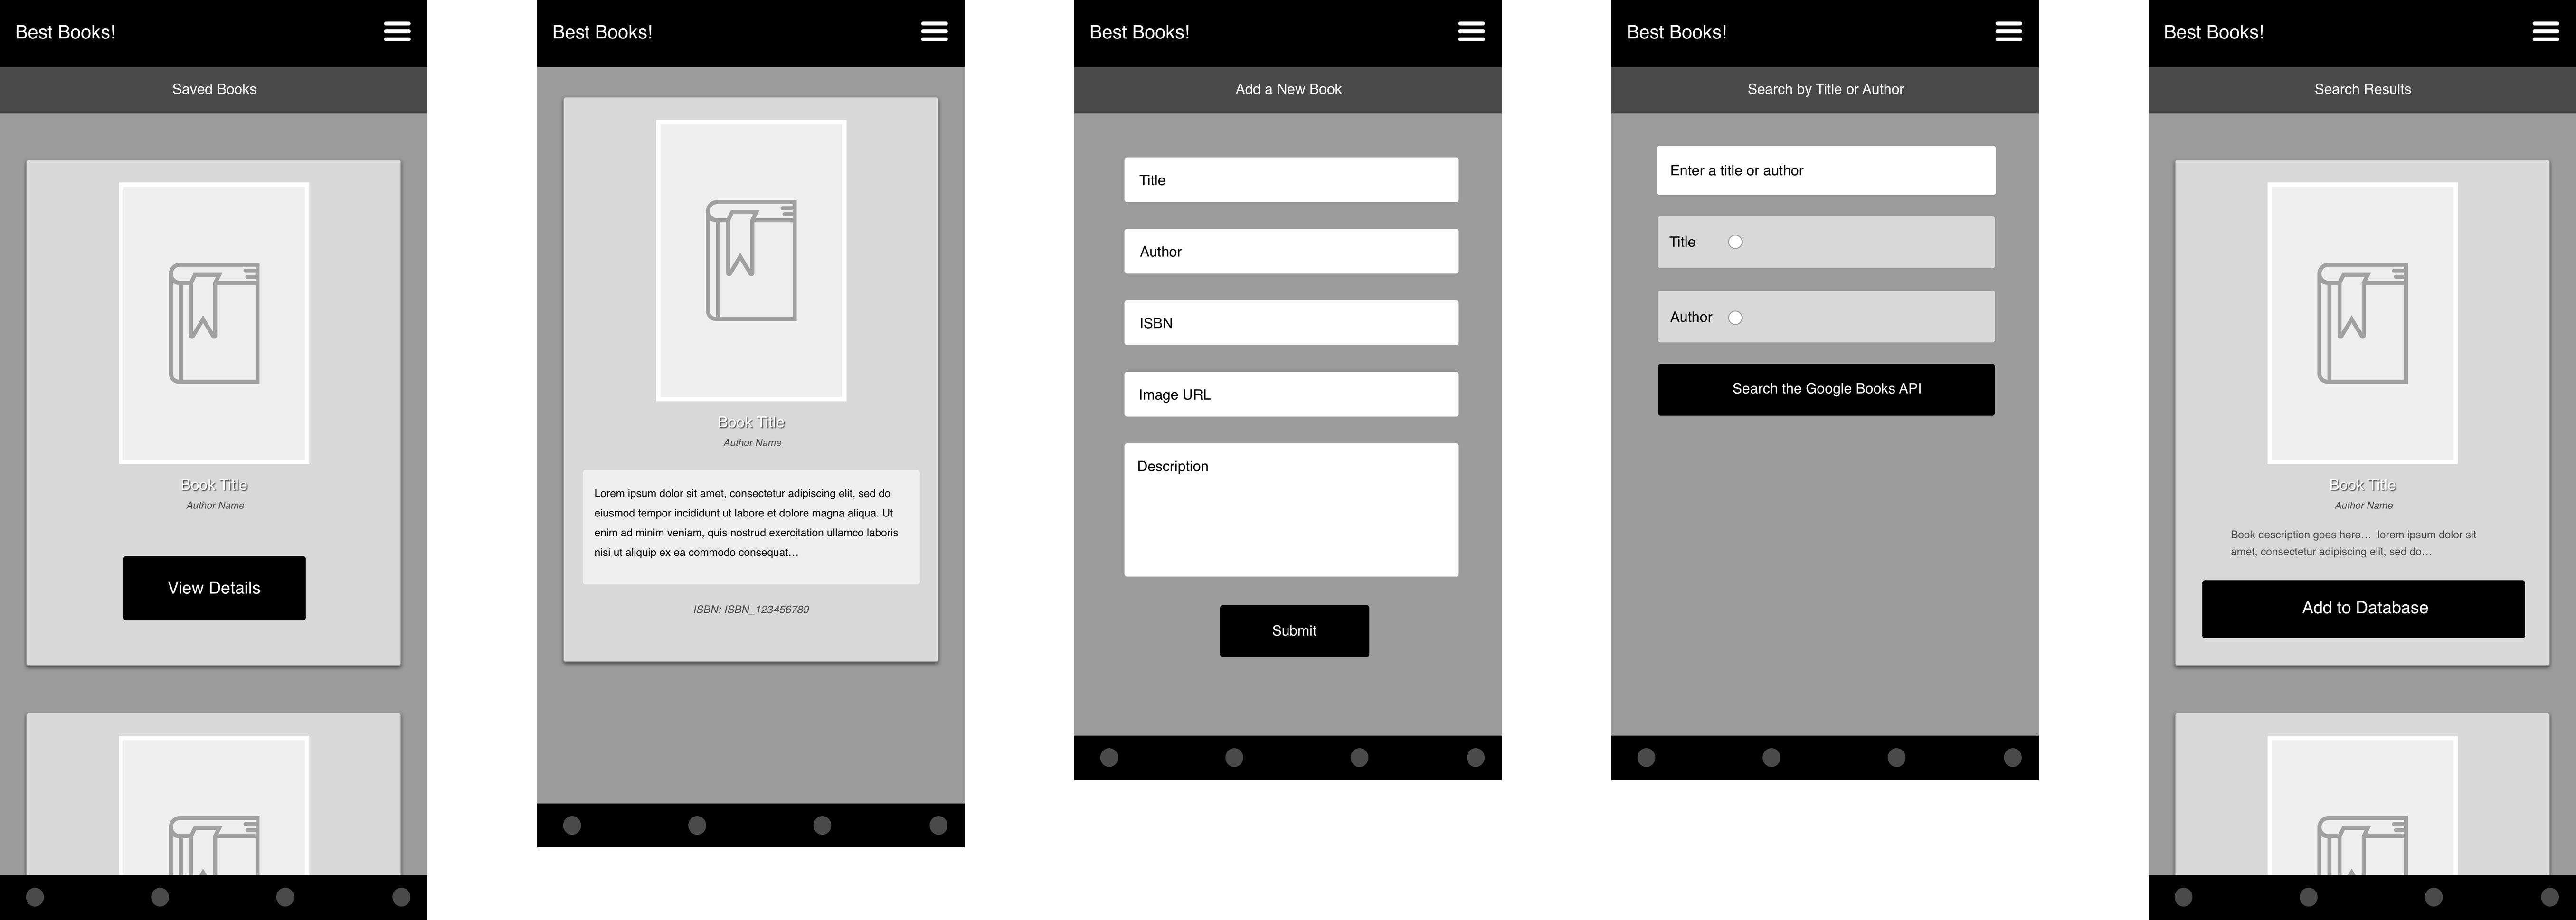 Best Books!
Saved Books
Book Title
Author Name
View Details
Best Books!
Book Title
Author Name
Lorem ipsum dolor sit amet, consectetur adipiscing elit, sed do
eiusmod tempor incididunt ut labore et dolore magna aliqua. Ut
enim ad minim veniam, quis nostrud exercitation ullamco laboris
nisi ut aliquip ex ea commodo consequat…
ISBN: ISBN_123456789
Best Books!
Add a New Book
Title
Author
ISBN
Image URL
Description
Submit
Best Books!
Search by Title or Author
Enter a title or author
Title
Author
Search the Google Books API
Best Books!
Search Results
Book Title
Author Name
Book description goes here… lorem ipsum dolor sit
amet, consectetur adipiscing elit, sed do…
Add to Database